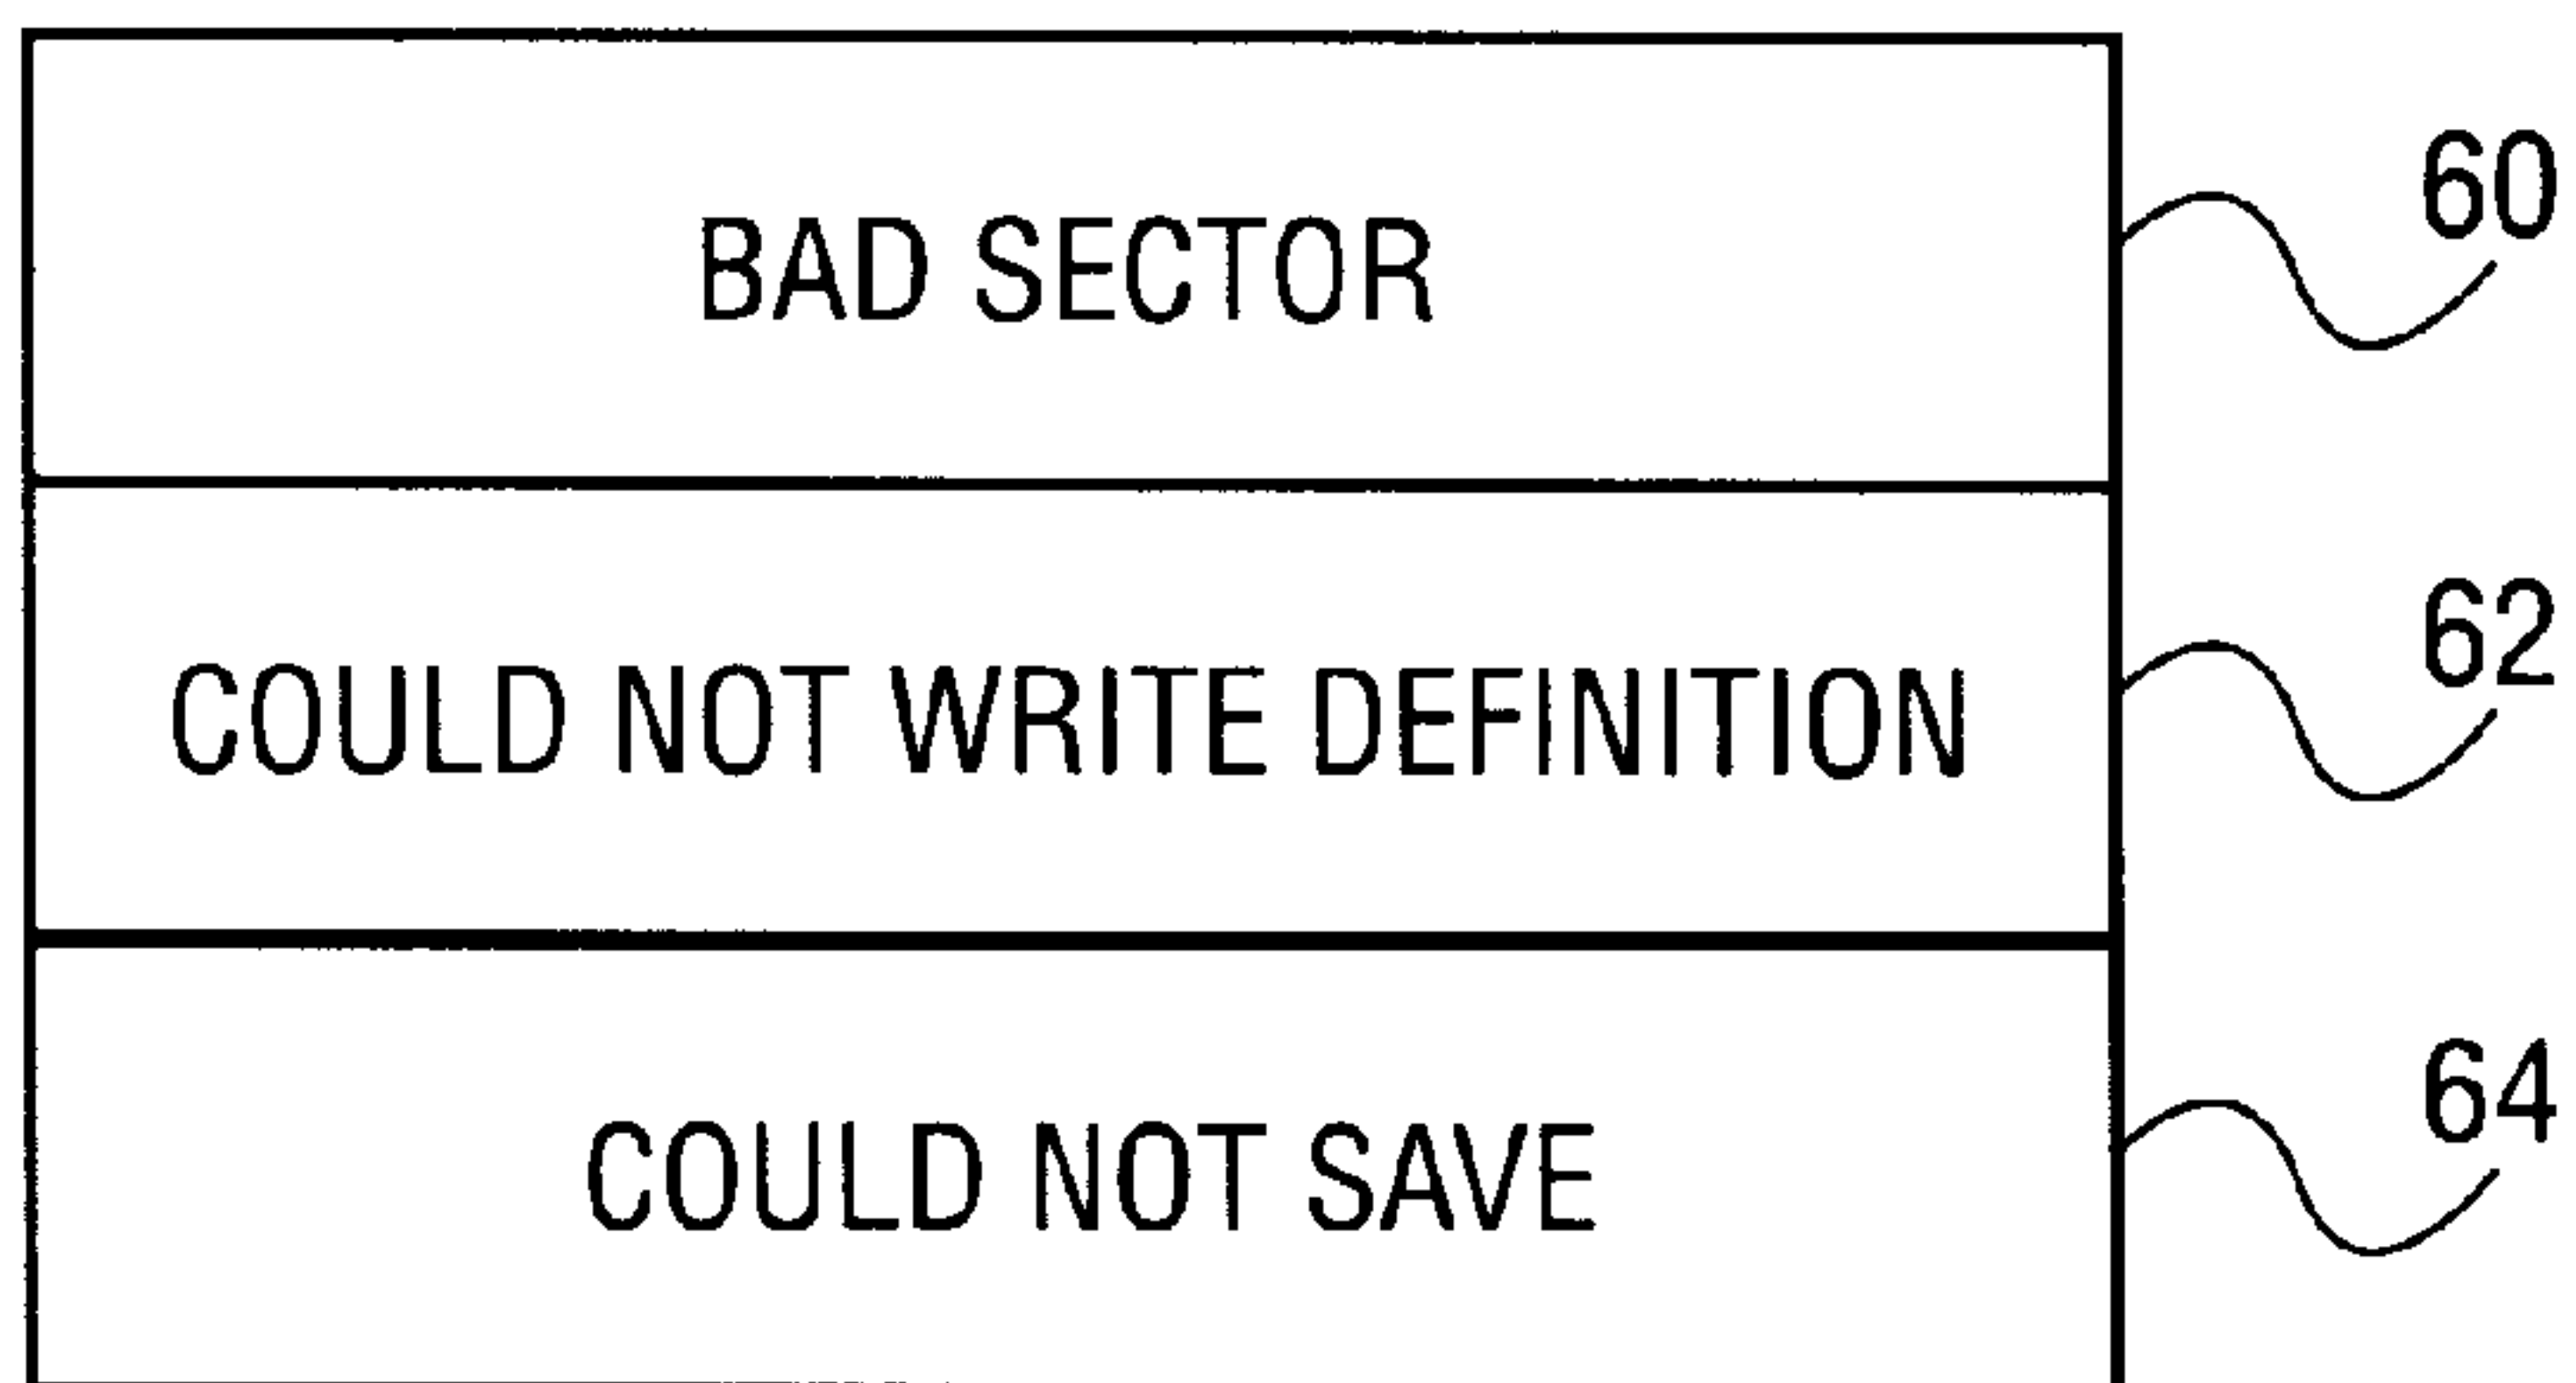 BAD SECTOR
60
COULD NOT WRITE DEFINITION
62
COULD NOT SAVE
64